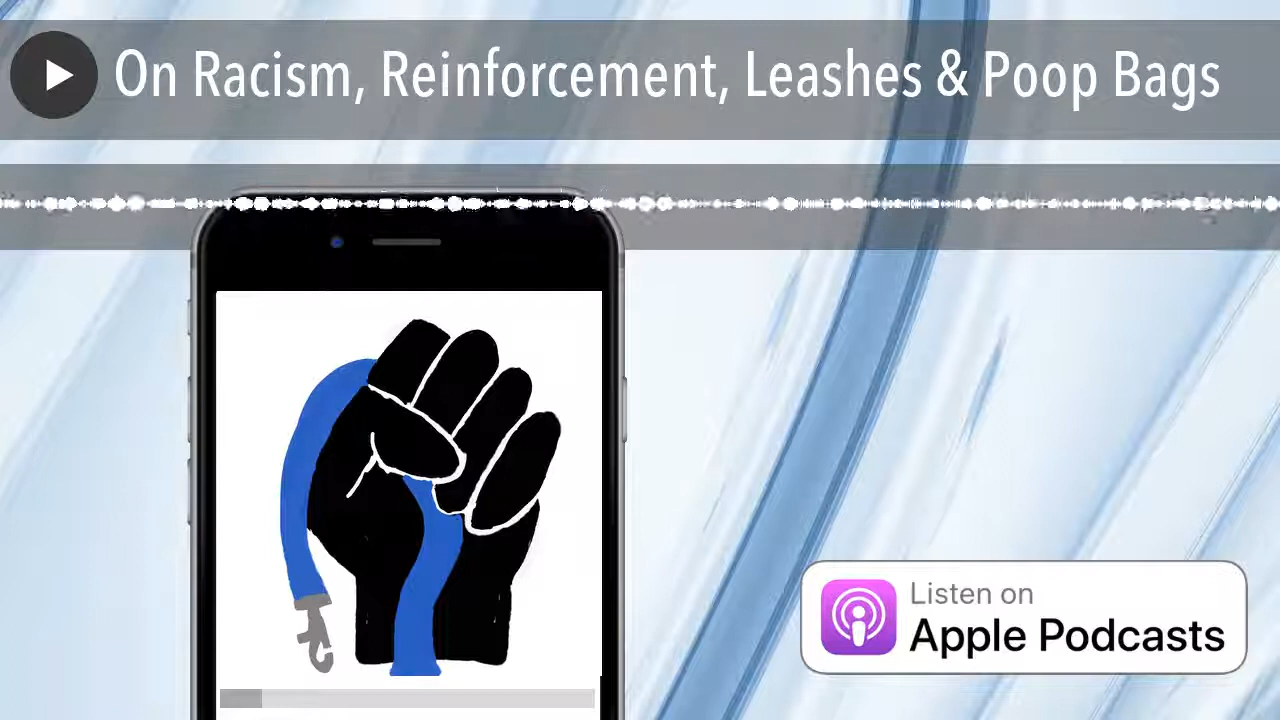 On Racism, Reinforcement, Leashes & Poop Bags
Listen on
Apple Podcasts